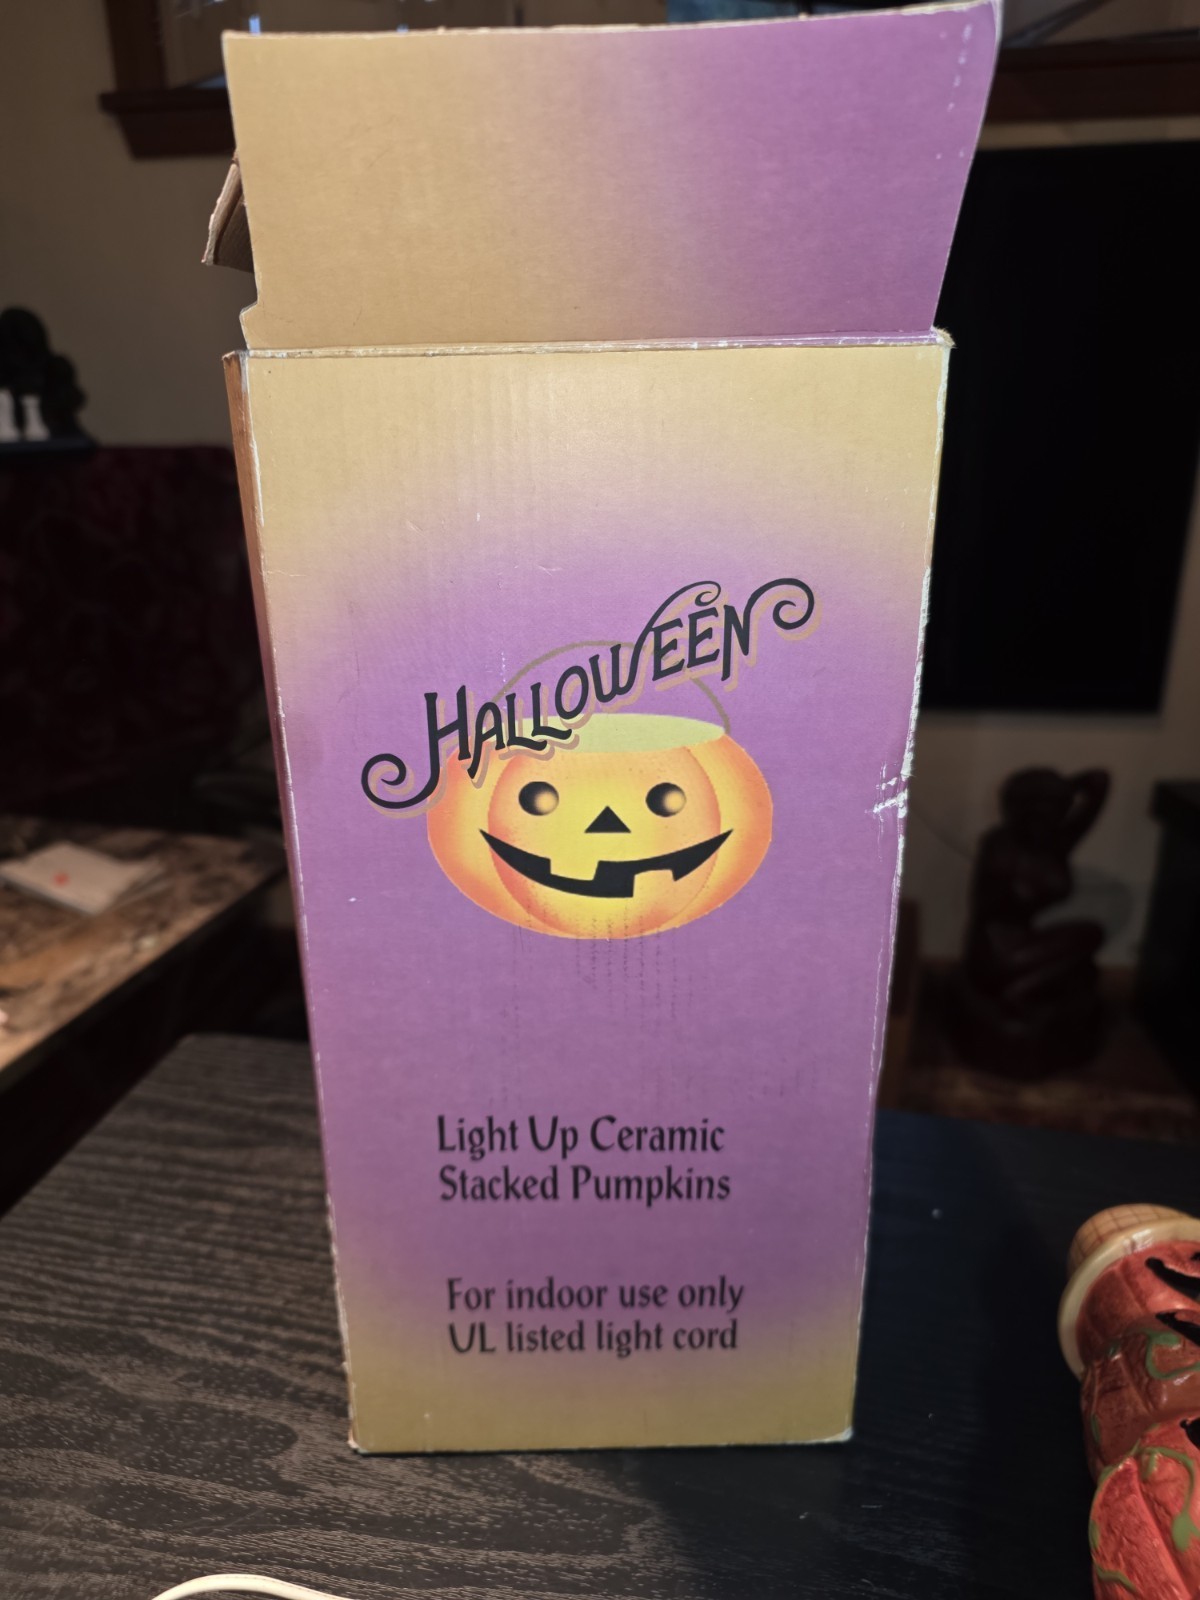 HALLOWEEN
Light Up Ceramic
Stacked Pumpkins
For indoor use only
UL listed light cord